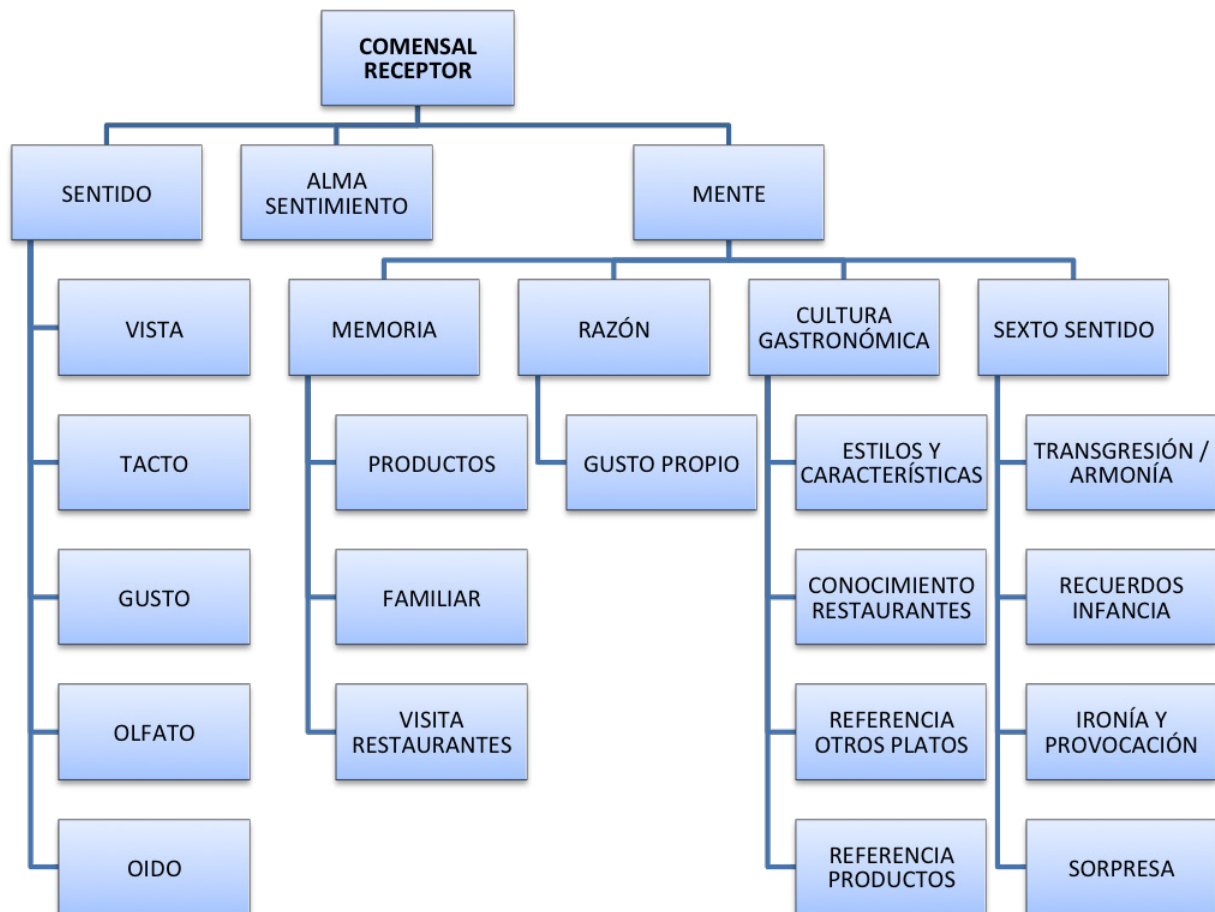 COMENSAL
RECEPTOR
SENTIDO
ALMA
SENTIMIENTO
MENTE
VISTA
TACTO
GUSTO
OLFATO
OIDO
MEMORIA
PRODUCTOS
FAMILIAR
VISITA
RESTAURANTES
RAZÓN
GUSTO PROPIO
CULTURA
GASTRONÓMICA
ESTILOS Y
CARACTERÍSTICAS
CONOCIMIENTO
RESTAURANTES
REFERENCIA
OTROS PLATOS
REFERENCIA
PRODUCTOS
SEXTO SENTIDO
TRANSGRESIÓN /
ARMONÍA
RECUERDOS
INFANCIA
IRONÍA Y
PROVOCACIÓN
SORPRESA